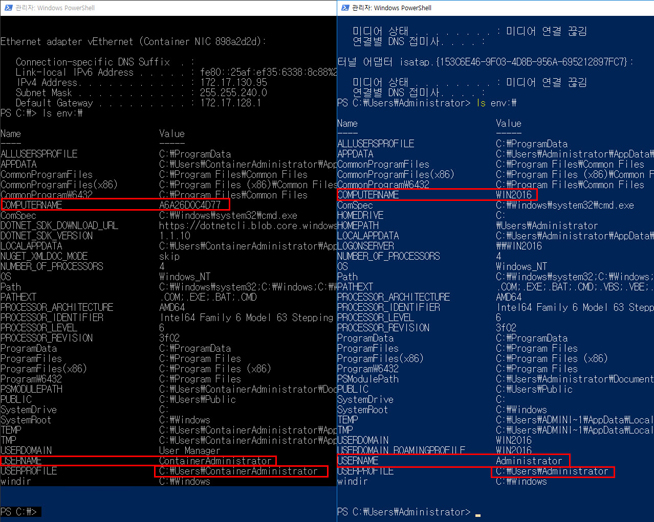 관리자: Windows PowerShell
Ethernet adapter vEthernet (Container NIC 898a2d2d):
Connection-specific DNS Suffix . :
Link-local IPv6 Address . . . . . : fe80::25af:ef35:6338:8c88%2
IPv4 Address. . . . . . . . . . . : 172.17.130.95
Subnet Mask . . . . . . . . . . . : 255.255.240.0
Default Gateway . . . . . . . . . : 172.17.128.1
PS C:₩> ls env:₩
Name Value
---- -----
ALLUSERSPROFILE C:₩ProgramData
APPDATA C:₩Users₩ContainerAdministrator₩App
CommonProgramFiles C:₩Program Files₩Common Files
CommonProgramFiles(x86) C:₩Program Files (x86)₩Common Files
CommonProgramW6432 C:₩Program Files₩Common Files
COMPUTERNAME A6A26D0C4D77
ComSpec C:₩Windows₩system32₩cmd.exe
DOTNET_SDK_DOWNLOAD_URL https://dotnetcli.blob.core.windows
DOTNET_SDK_VERSION 1.1.10
LOCALAPPDATA C:₩Users₩ContainerAdministrator₩App
NUGET_XMLDOC_MODE skip
NUMBER_OF_PROCESSORS 4
OS Windows_NT
Path C:₩Windows₩system32;C:₩Windows;C:₩
PATHEXT .COM;.EXE;.BAT;.CMD
PROCESSOR_ARCHITECTURE AMD64
PROCESSOR_IDENTIFIER Intel64 Family 6 Model 63 Stepping
PROCESSOR_LEVEL 6
PROCESSOR_REVISION 3f02
ProgramData C:₩ProgramData
ProgramFiles C:₩Program Files
ProgramFiles(x86) C:₩Program Files (x86)
ProgramW6432 C:₩Program Files
PSMODULEPATH C:₩Users₩ContainerAdministrator₩Doc
PUBLIC C:₩Users₩Public
SystemDrive C:
SystemRoot C:₩Windows
TEMP C:₩Users₩ContainerAdministrator₩App
TMP C:₩Users₩ContainerAdministrator₩App
USERDOMAIN User Manager
USERNAME ContainerAdministrator
USERPROFILE C:₩Users₩ContainerAdministrator
windir C:₩Windows
PS C:₩>
관리자: Windows PowerShell
미디어 상태 . . . . . . . . : 미디어 연결 끊김
연결별 DNS 접미사. . . . :
터널 어댑터 isatap.{153C6E46-9F03-4D8B-956A-695212897FC7}:
미디어 상태 . . . . . . . . : 미디어 연결 끊김
연결별 DNS 접미사. . . . :
PS C:₩Users₩Administrator> ls env:₩
Name Value
---- -----
ALLUSERSPROFILE C:₩ProgramData
APPDATA C:₩Users₩Administrator₩AppData₩
CommonProgramFiles C:₩Program Files₩Common Files
CommonProgramFiles(x86) C:₩Program Files (x86)₩Common F
CommonProgramW6432 C:₩Program Files₩Common Files
COMPUTERNAME WIN2016
ComSpec C:₩Windows₩system32₩cmd.exe
HOMEDRIVE C:
HOMEPATH ₩Users₩Administrator
LOCALAPPDATA C:₩Users₩Administrator₩AppData₩
LOGONSERVER ₩₩WIN2016
NUMBER_OF_PROCESSORS 4
OS Windows_NT
Path C:₩Windows₩system32;C:₩Windows;
PATHEXT .COM;.EXE;.BAT;.CMD;.VBS;.VBE;.
PROCESSOR_ARCHITECTURE AMD64
PROCESSOR_IDENTIFIER Intel64 Family 6 Model 63 Stepp
PROCESSOR_LEVEL 6
PROCESSOR_REVISION 3f02
ProgramData C:₩ProgramData
ProgramFiles C:₩Program Files
ProgramFiles(x86) C:₩Program Files (x86)
ProgramW6432 C:₩Program Files
PSModulePath C:₩Users₩Administrator₩Document
PUBLIC C:₩Users₩Public
SystemDrive C:
SystemRoot C:₩Windows
TEMP C:₩Users₩ADMINI~1₩AppData₩Local
TMP C:₩Users₩ADMINI~1₩AppData₩Local
USERDOMAIN WIN2016
USERDOMAIN_ROAMINGPROFILE WIN2016
USERNAME Administrator
USERPROFILE C:₩Users₩Administrator
windir C:₩Windows
PS C:₩Users₩Administrator> _